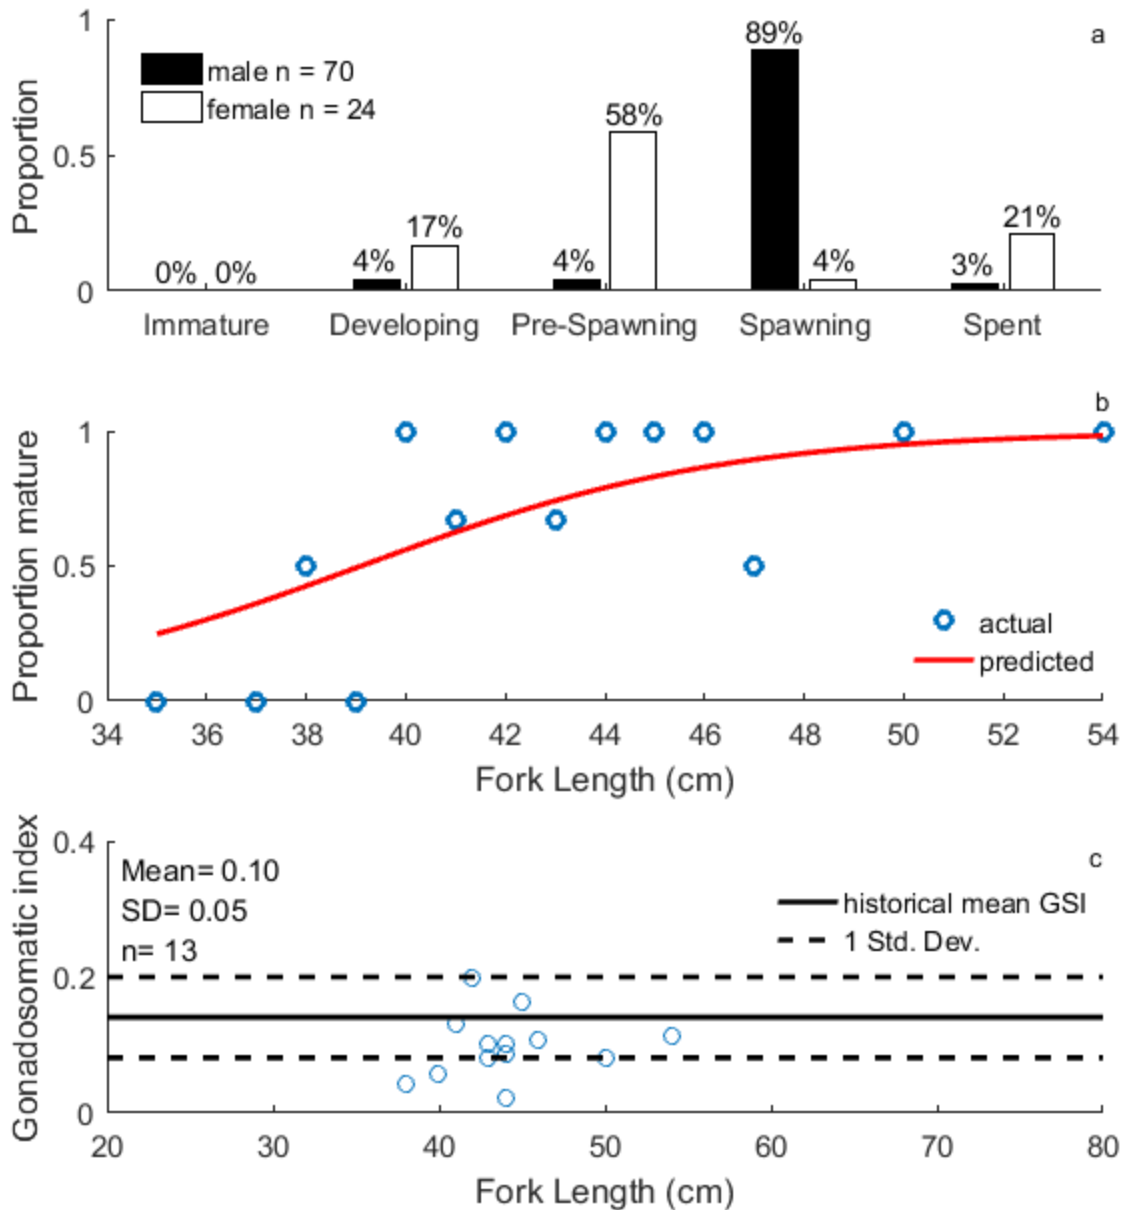 a
Proportion
1
0.5
0
male n = 70
female n = 24
0% 0%
4% 17%
4% 58%
89% 4%
3% 21%
Immature Developing Pre-Spawning Spawning Spent
b
Proportion mature
1
0.5
0
actual
predicted
34 36 38 40 42 44 46 48 50 52 54
Fork Length (cm)
c
Gonadosomatic index
0.4
0.2
0
Mean= 0.10
SD= 0.05
n= 13
historical mean GSI
1 Std. Dev.
20 30 40 50 60 70 80
Fork Length (cm)